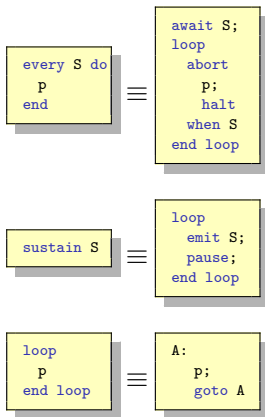 every S do
p
end
≡
await S;
loop
abort
p;
halt
when S
end loop
sustain S
≡
loop
emit S;
pause;
end loop
loop
p
end loop
≡
A:
p;
goto A